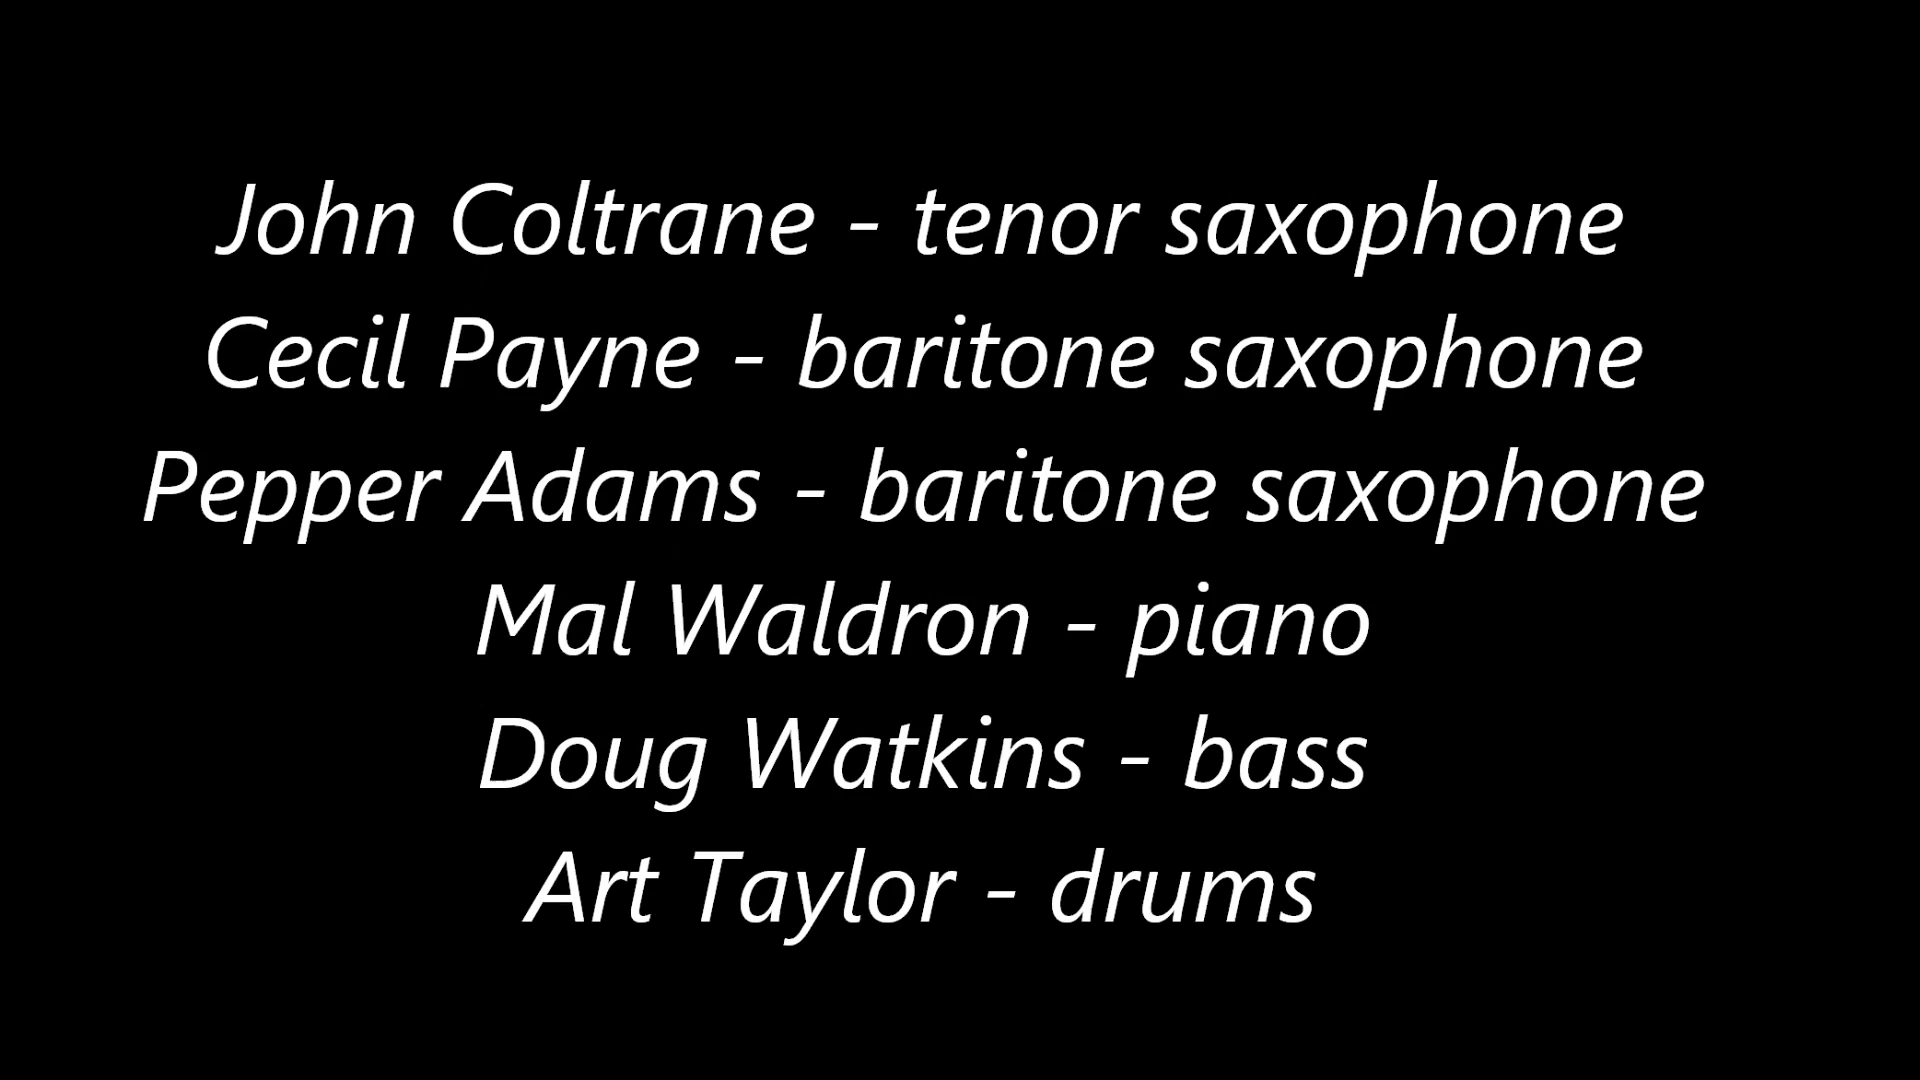 John Coltrane - tenor saxophone
Cecil Payne - baritone saxophone
Pepper Adams - baritone saxophone
Mal Waldron - piano
Doug Watkins - bass
Art Taylor - drums